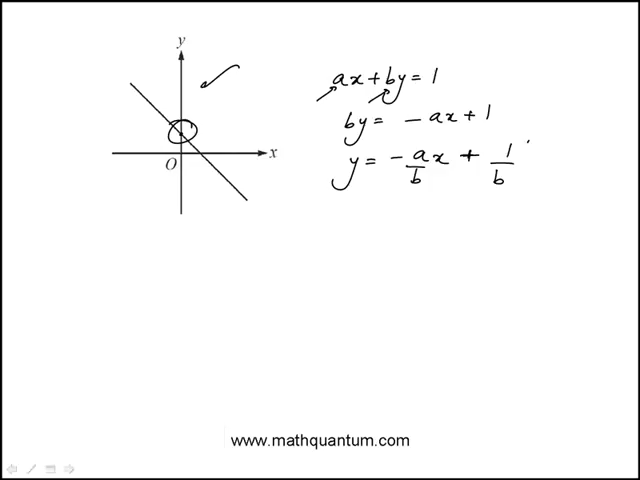 y
ax + by = 1
by = - ax + 1
y = - a/b x + 1/b
x
O
www.mathquantum.com